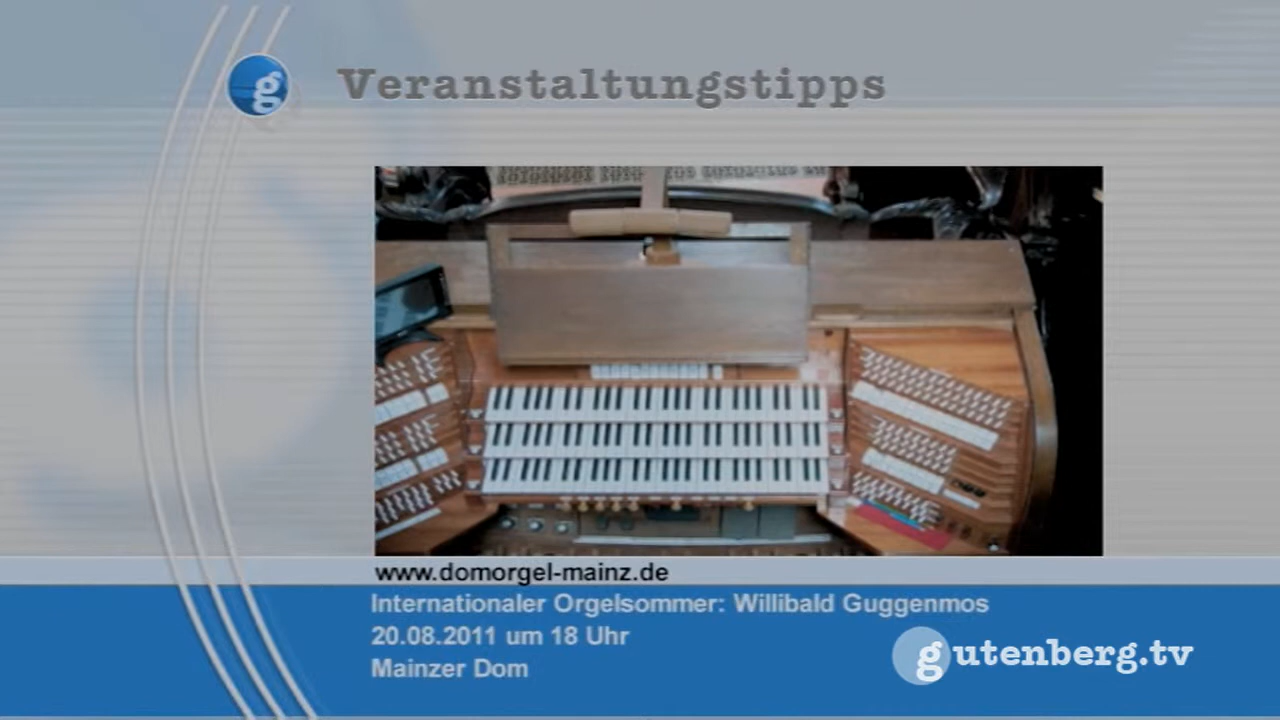 g
Veranstaltungstipps
www.domorgel-mainz.de
Internationaler Orgelsommer: Willibald Guggenmos
20.08.2011 um 18 Uhr
Mainzer Dom
gutenberg.tv